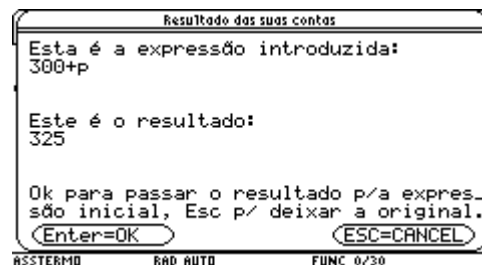 Resultado das suas contas
Esta é a expressão introduzida:
300+p
Este é o resultado:
325
Ok para passar o resultado p/a expres_
são inicial, Esc p/ deixar a original.
Enter=OK ESC=CANCEL
ASSTERMO RAD AUTO FUNC 0/30